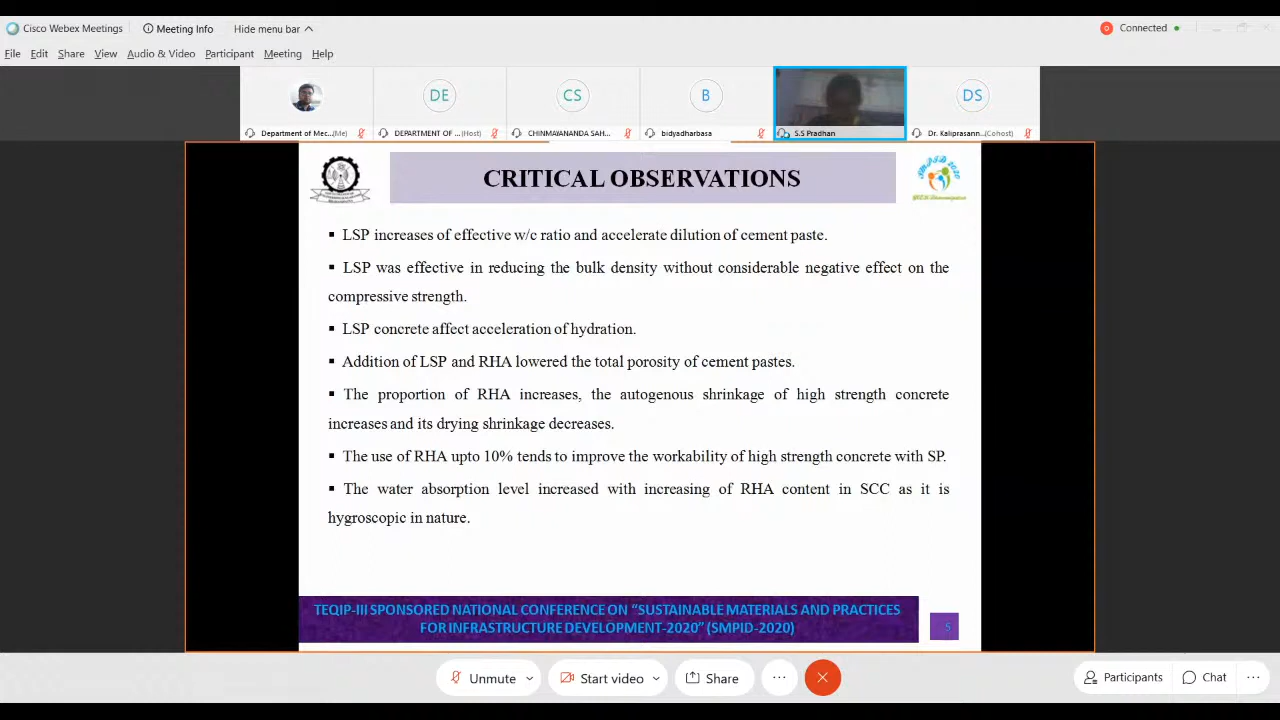 Cisco Webex Meetings
Meeting Info
Hide menu bar
Connected
File Edit Share View Audio & Video Participant Meeting Help
DE CS B DS
Department of Mec... (Me) DEPARTMENT OF ... (Host) CHINMAYANANDA SAH... bidyadharbasa S.S Pradhan Dr. Kaliprasann... (Cohost)
CRITICAL OBSERVATIONS
▪ LSP increases of effective w/c ratio and accelerate dilution of cement paste.
▪ LSP was effective in reducing the bulk density without considerable negative effect on the
compressive strength.
▪ LSP concrete affect acceleration of hydration.
▪ Addition of LSP and RHA lowered the total porosity of cement pastes.
▪ The proportion of RHA increases, the autogenous shrinkage of high strength concrete
increases and its drying shrinkage decreases.
▪ The use of RHA upto 10% tends to improve the workability of high strength concrete with SP.
▪ The water absorption level increased with increasing of RHA content in SCC as it is
hygroscopic in nature.
TEQIP-III SPONSORED NATIONAL CONFERENCE ON “SUSTAINABLE MATERIALS AND PRACTICES
FOR INFRASTRUCTURE DEVELOPMENT-2020” (SMPID-2020)
5
Unmute Start video Share Participants Chat